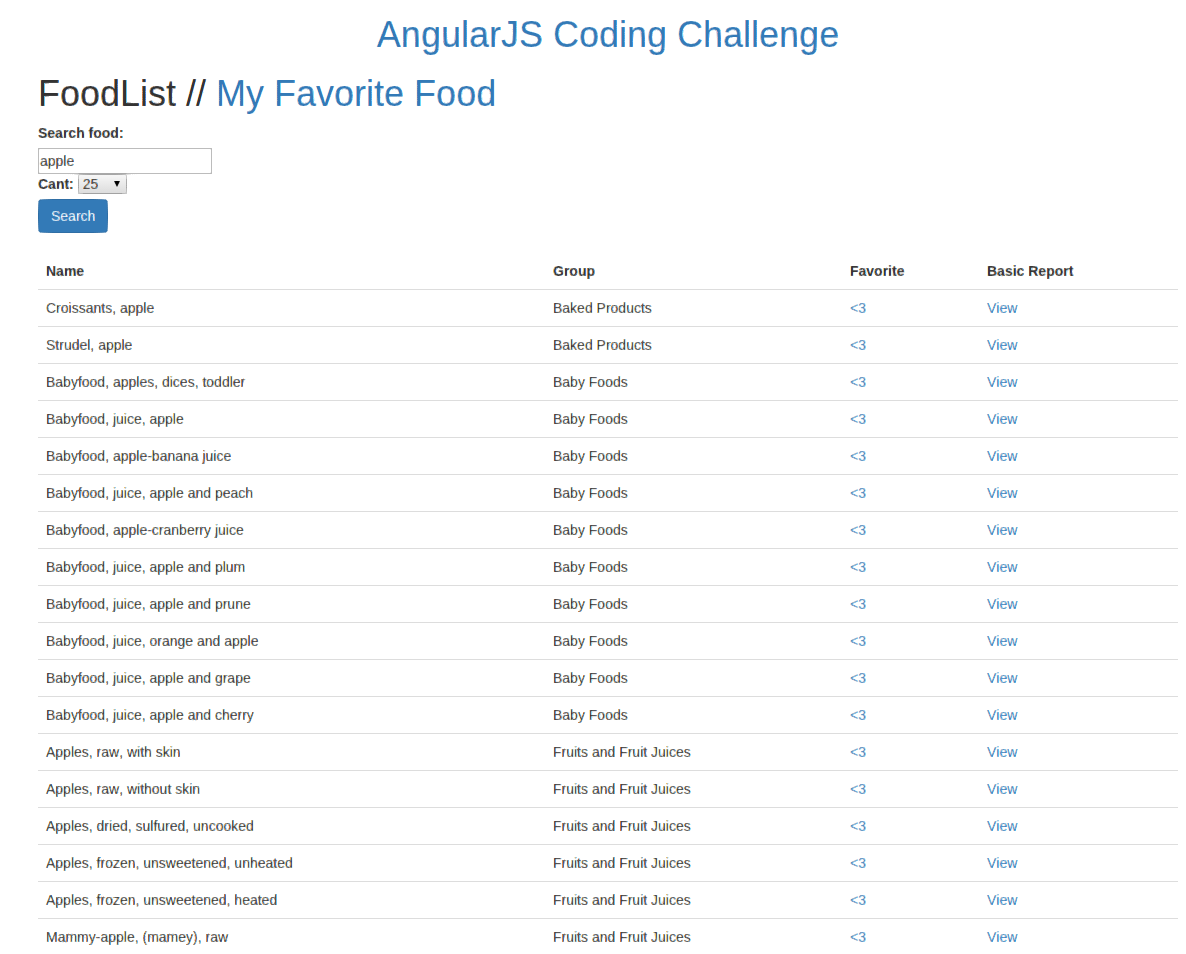 AngularJS Coding Challenge
FoodList // My Favorite Food
Search food:
apple
Cant: 25
Search
Name Group Favorite Basic Report
Croissants, apple Baked Products <3 View
Strudel, apple Baked Products <3 View
Babyfood, apples, dices, toddler Baby Foods <3 View
Babyfood, juice, apple Baby Foods <3 View
Babyfood, apple-banana juice Baby Foods <3 View
Babyfood, juice, apple and peach Baby Foods <3 View
Babyfood, apple-cranberry juice Baby Foods <3 View
Babyfood, juice, apple and plum Baby Foods <3 View
Babyfood, juice, apple and prune Baby Foods <3 View
Babyfood, juice, orange and apple Baby Foods <3 View
Babyfood, juice, apple and grape Baby Foods <3 View
Babyfood, juice, apple and cherry Baby Foods <3 View
Apples, raw, with skin Fruits and Fruit Juices <3 View
Apples, raw, without skin Fruits and Fruit Juices <3 View
Apples, dried, sulfured, uncooked Fruits and Fruit Juices <3 View
Apples, frozen, unsweetened, unheated Fruits and Fruit Juices <3 View
Apples, frozen, unsweetened, heated Fruits and Fruit Juices <3 View
Mammy-apple, (mamey), raw Fruits and Fruit Juices <3 View